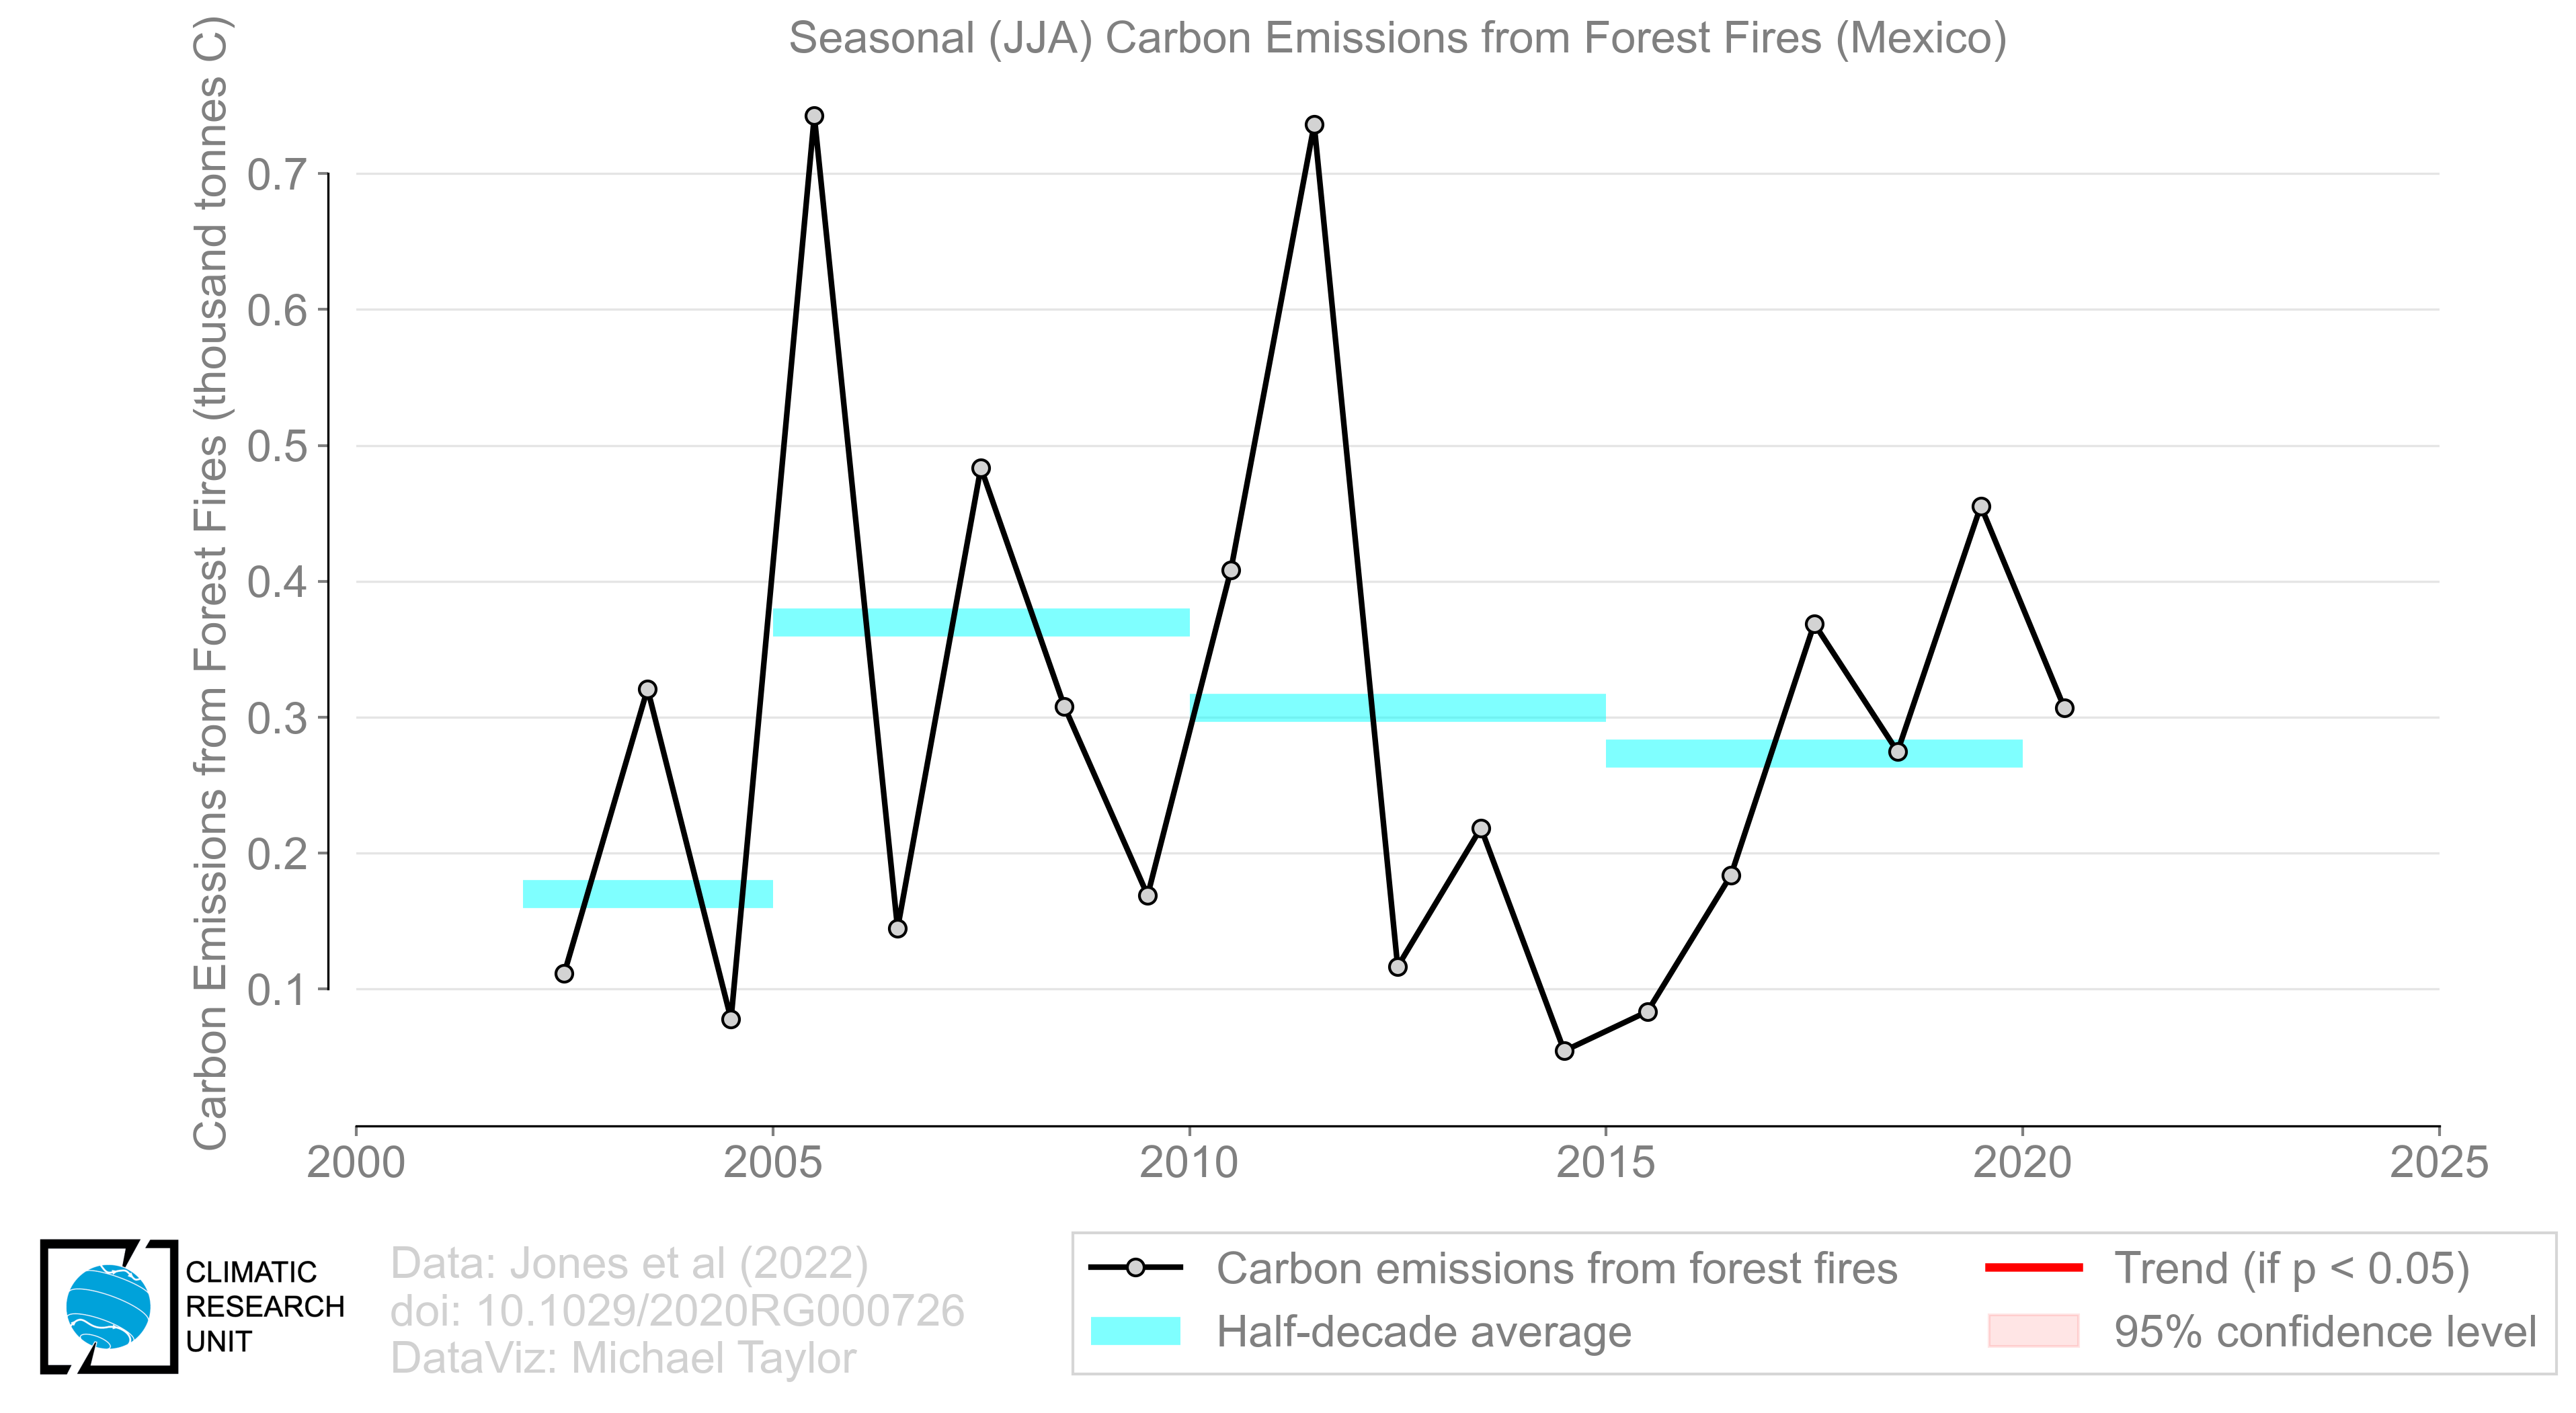 Seasonal (JJA) Carbon Emissions from Forest Fires (Mexico)
Carbon Emissions from Forest Fires (thousand tonnes C)
0.7
0.6
0.5
0.4
0.3
0.2
0.1
2000 2005 2010 2015 2020 2025
CLIMATIC
RESEARCH
UNIT
Data: Jones et al (2022)
doi: 10.1029/2020RG000726
DataViz: Michael Taylor
Carbon emissions from forest fires
Half-decade average
Trend (if p < 0.05)
95% confidence level